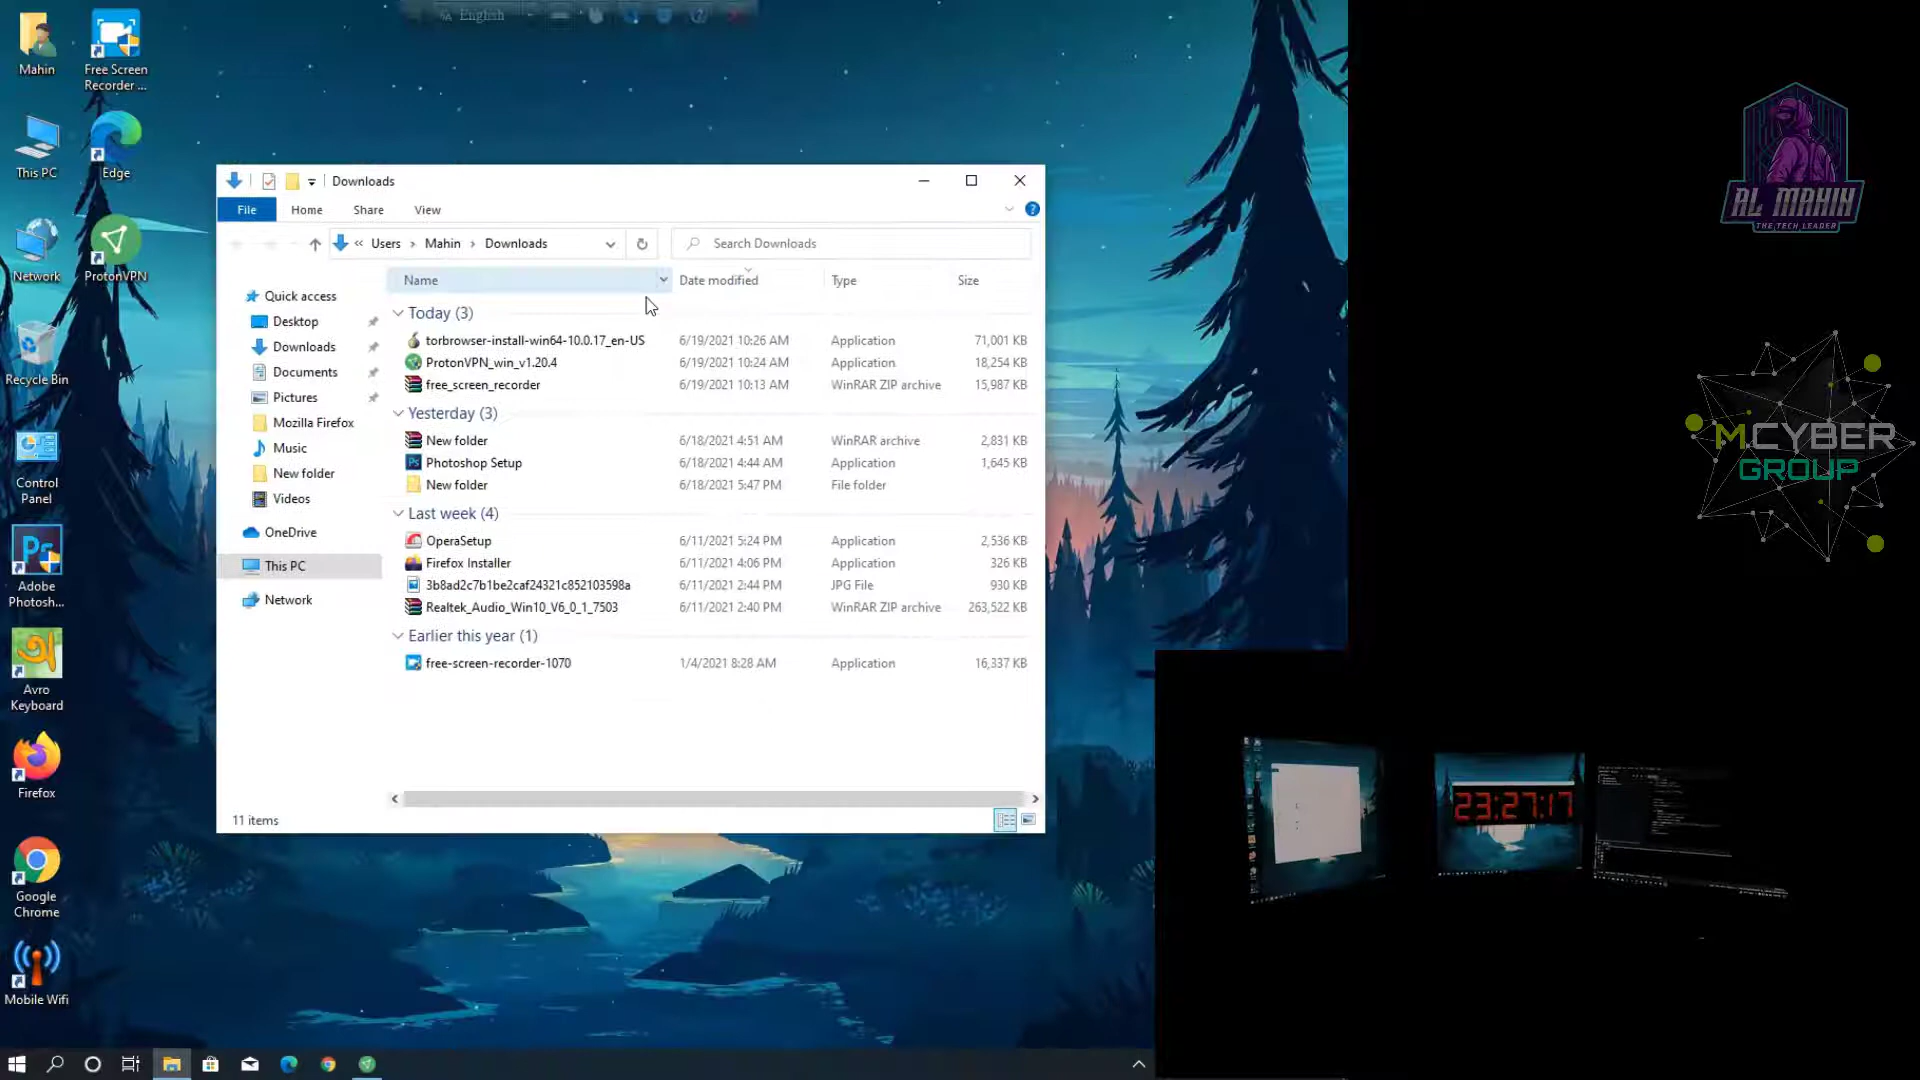 English
Mahin
Free Screen
Recorder ...
This PC
Edge
Network
ProtonVPN
Recycle Bin
Control
Panel
Adobe
Photosh...
Avro
Keyboard
Firefox
Google
Chrome
Mobile Wifi
Downloads
File
Home
Share
View
« Users › Mahin › Downloads
Search Downloads
Name
Date modified
Type
Size
Quick access
Desktop
Downloads
Documents
Pictures
Mozilla Firefox
Music
New folder
Videos
OneDrive
This PC
Network
Today (3)
torbrowser-install-win64-10.0.17_en-US 6/19/2021 10:26 AM Application 71,001 KB
ProtonVPN_win_v1.20.4 6/19/2021 10:24 AM Application 18,254 KB
free_screen_recorder 6/19/2021 10:13 AM WinRAR ZIP archive 15,987 KB
Yesterday (3)
New folder 6/18/2021 4:51 AM WinRAR archive 2,831 KB
Photoshop Setup 6/18/2021 4:44 AM Application 1,645 KB
New folder 6/18/2021 5:47 PM File folder
Last week (4)
OperaSetup 6/11/2021 5:24 PM Application 2,536 KB
Firefox Installer 6/11/2021 4:06 PM Application 326 KB
3b8ad2c7b1be2caf24321c852103598a 6/11/2021 2:44 PM JPG File 930 KB
Realtek_Audio_Win10_V6_0_1_7503 6/11/2021 2:40 PM WinRAR ZIP archive 263,522 KB
Earlier this year (1)
free-screen-recorder-1070 1/4/2021 8:28 AM Application 16,337 KB
11 items
AL MAHIN
THE TECH LEADER
MCYBER
GROUP
23:27:17